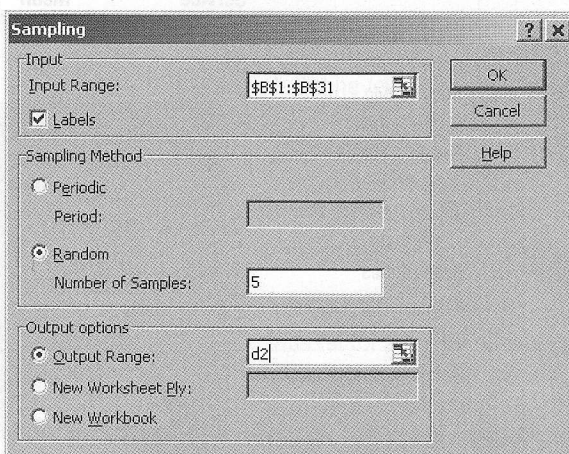 Sampling
Input
Input Range: $B$1:$B$31
Labels
OK
Cancel
Help
Sampling Method
Periodic
Period:
Random
Number of Samples: 5
Output options
Output Range: d2
New Worksheet Ply:
New Workbook